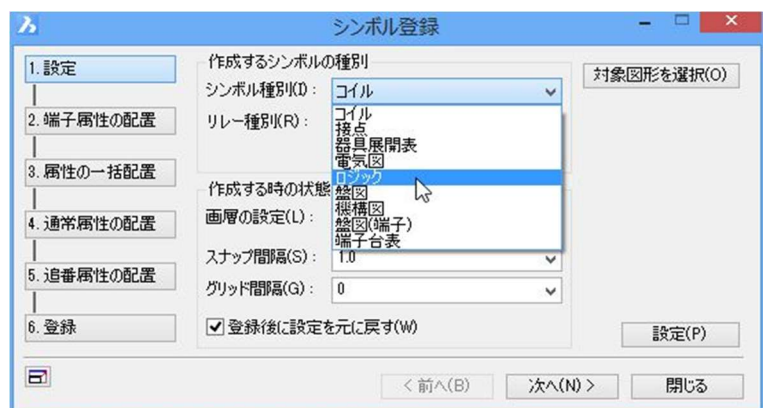 シンボル登録
1. 設定
2. 端子属性の配置
3. 属性の一括配置
4. 通常属性の配置
5. 追番属性の配置
6. 登録
作成するシンボルの種別
シンボル種別(I)： コイル
リレー種別(R)：
コイル
接点
器具展開表
電気図
ロジック
盤図
機構図
盤図(端子)
端子台表
作成する時の状態
画層の設定(L)：
スナップ間隔(S)： 1.0
グリッド間隔(G)： 0
登録後に設定を元に戻す(W)
対象図形を選択(O)
設定(P)
< 前へ(B)
次へ(N) >
閉じる